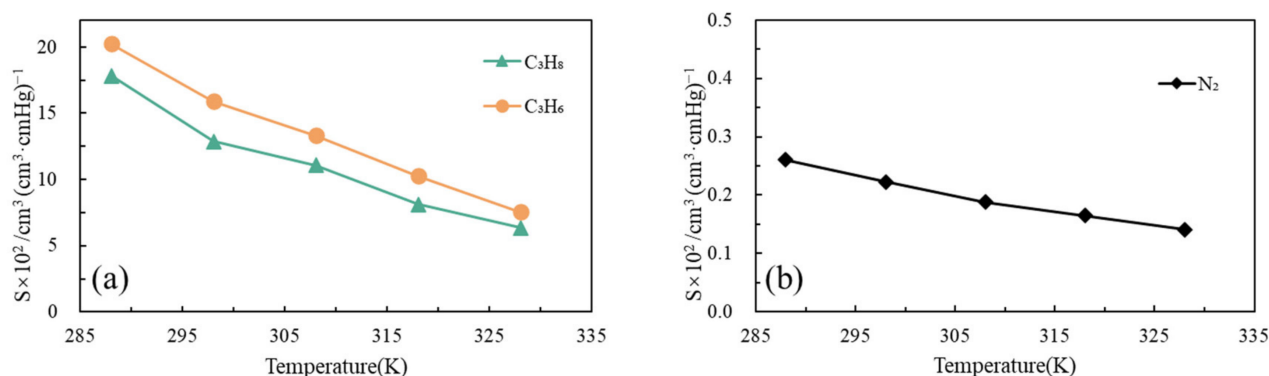 S×10²/cm³ (cm³·cmHg)⁻¹
20
15
10
5
0
285
295
305
315
325
335
Temperature(K)
C₃H₈
C₃H₆
(a)
S×10²/cm³ (cm³·cmHg)⁻¹
0.5
0.4
0.3
0.2
0.1
0.0
285
295
305
315
325
335
Temperature(K)
N₂
(b)